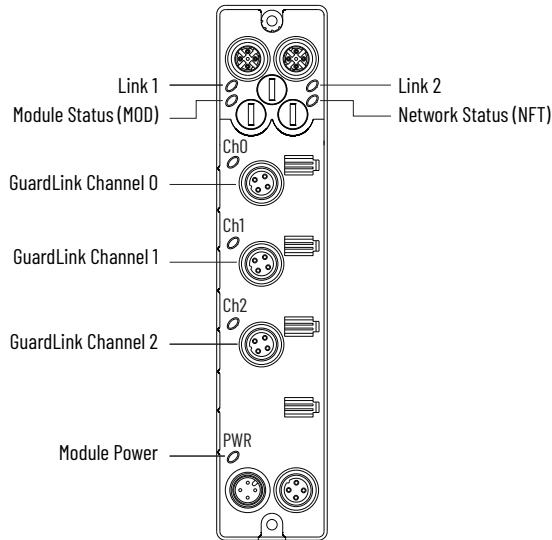 Link 1
Link 2
Module Status (MOD)
Network Status (NFT)
Ch0
GuardLink Channel 0
Ch1
GuardLink Channel 1
Ch2
GuardLink Channel 2
PWR
Module Power